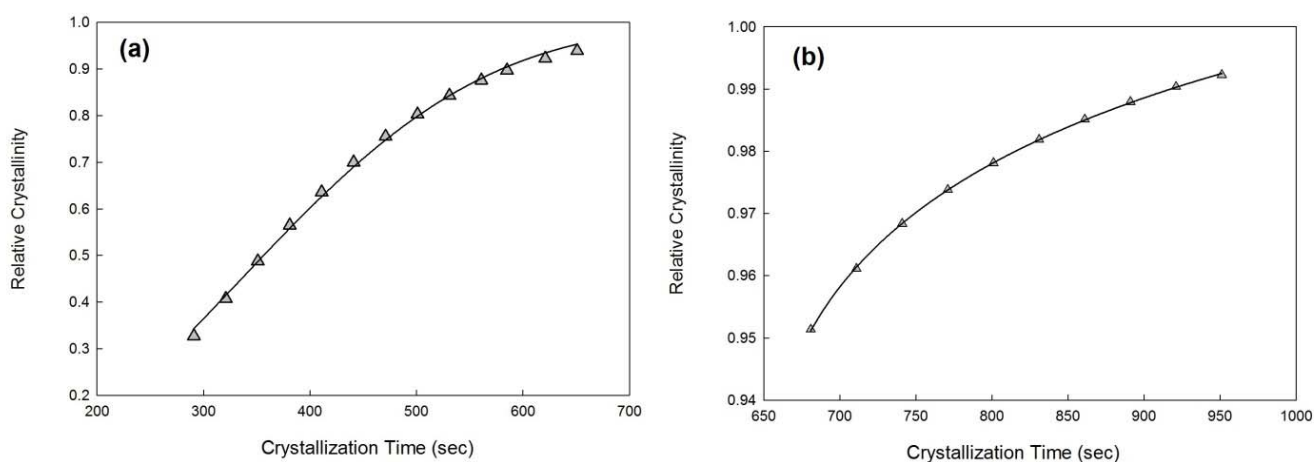 (a)
1.0
0.9
0.8
0.7
0.6
0.5
0.4
0.3
0.2
Relative Crystallinity
200 300 400 500 600 700
Crystallization Time (sec)
(b)
1.00
0.99
0.98
0.97
0.96
0.95
0.94
Relative Crystallinity
650 700 750 800 850 900 950 1000
Crystallization Time (sec)